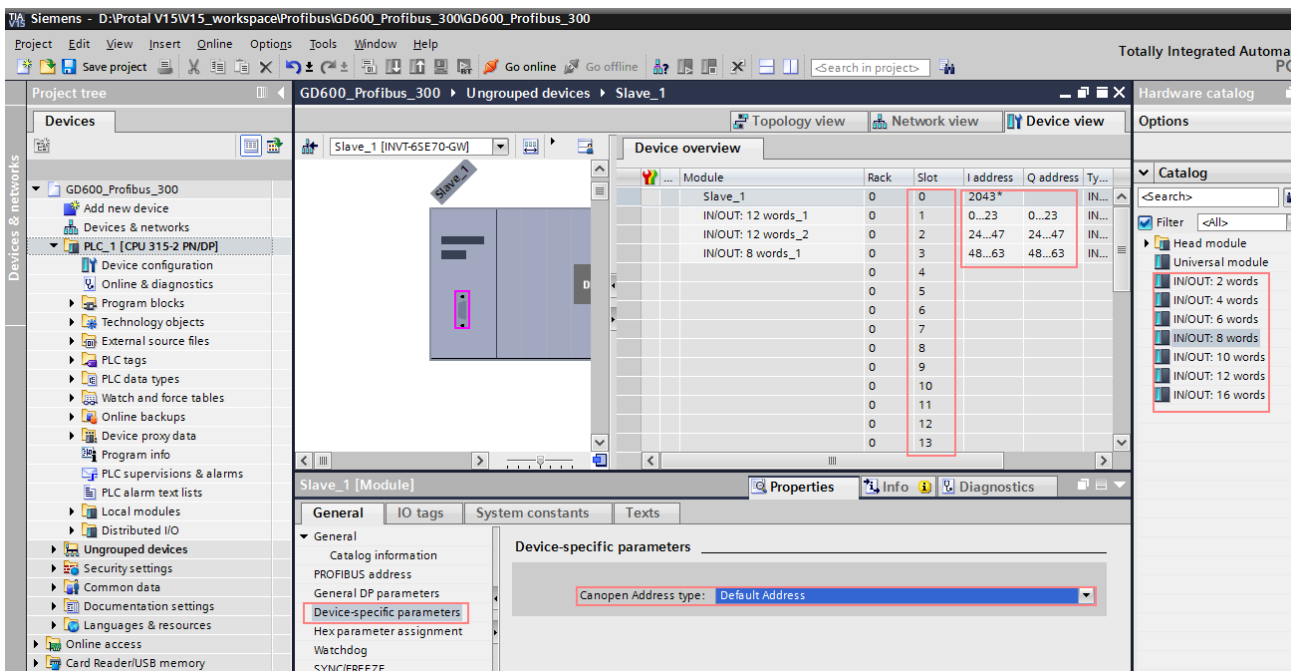 Siemens - D:\Protal V15\V15_workspace\Profibus\GD600_Profibus_300\GD600_Profibus_300
Project Edit View Insert Online Options Tools Window Help
Totally Integrated Automa
Save project Go online Go offline <Search in project>
Project tree
Devices
Devices & networks
GD600_Profibus_300
Add new device
Devices & networks
PLC_1 [CPU 315-2 PN/DP]
Device configuration
Online & diagnostics
Program blocks
Technology objects
External source files
PLC tags
PLC data types
Watch and force tables
Online backups
Device proxy data
Program info
PLC supervisions & alarms
PLC alarm text lists
Local modules
Distributed I/O
Ungrouped devices
Security settings
Common data
Documentation settings
Languages & resources
Online access
Card Reader/USB memory
GD600_Profibus_300 Ungrouped devices Slave_1
Topology view Network view Device view
Slave_1 [INVT-6SE70-GW]
Slave_1
D
Device overview
... Module Rack Slot I address Q address Ty...
Slave_1 0 0 2043* IN...
IN/OUT: 12 words_1 0 1 0...23 0...23 IN...
IN/OUT: 12 words_2 0 2 24...47 24...47 IN...
IN/OUT: 8 words_1 0 3 48...63 48...63 IN...
0 4
0 5
0 6
0 7
0 8
0 9
0 10
0 11
0 12
0 13
Slave_1 [Module]
Properties Info Diagnostics
General IO tags System constants Texts
General
Catalog information
PROFIBUS address
General DP parameters
Device-specific parameters
Hex parameter assignment
Watchdog
SYNC/FREEZE
Device-specific parameters
Canopen Address type: Default Address
Hardware catalog
Options
Catalog
<Search>
Filter <All>
Head module
Universal module
IN/OUT: 2 words
IN/OUT: 4 words
IN/OUT: 6 words
IN/OUT: 8 words
IN/OUT: 10 words
IN/OUT: 12 words
IN/OUT: 16 words